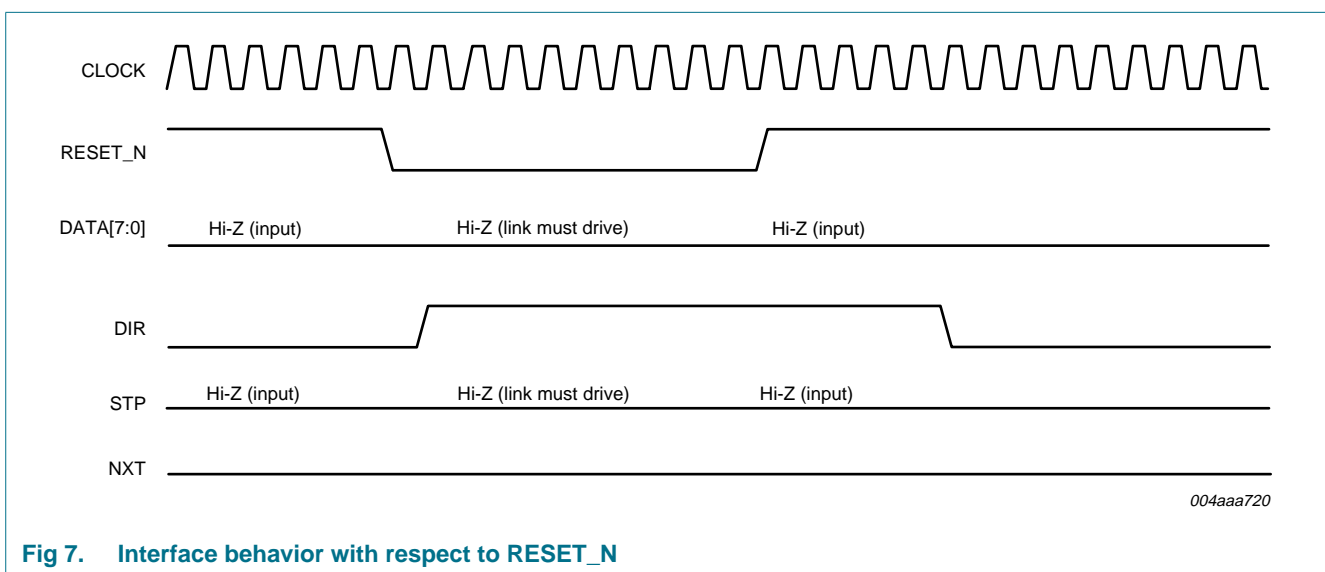 CLOCK
RESET_N
DATA[7:0] Hi-Z (input) Hi-Z (link must drive) Hi-Z (input)
DIR
STP Hi-Z (input) Hi-Z (link must drive) Hi-Z (input)
NXT
004aaa720
Fig 7. Interface behavior with respect to RESET_N